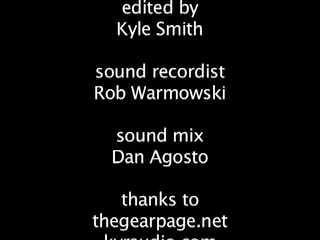 edited by
Kyle Smith
sound recordist
Rob Warmowski
sound mix
Dan Agosto
thanks to
thegearpage.net